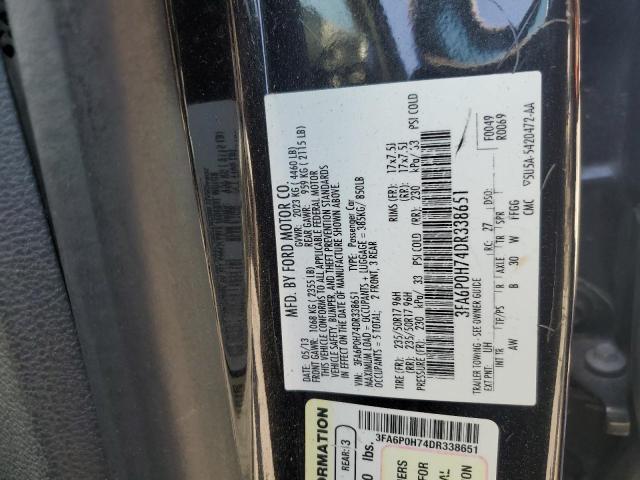 MFD. BY FORD MOTOR CO.
DATE: 05/13 GVWR: 2023 KG ( 4460 LB)
FRONT GAWR: 1068 KG ( 2355 LB) REAR GAWR: 959 KG ( 2115 LB)
THIS VEHICLE CONFORMS TO ALL APPLICABLE FEDERAL MOTOR
VEHICLE SAFETY, BUMPER, AND THEFT PREVENTION STANDARDS
IN EFFECT ON THE DATE OF MANUFACTURE SHOWN ABOVE.
VIN: 3FA6P0H74DR338651 TYPE: Passenger Car
MAXIMUM LOAD= OCCUPANTS + LUGGAGE = 385KG/ 850LB
OCCUPANTS = 5 TOTAL: 2 FRONT, 3 REAR
TIRE (FR): 235/50R17 96H RIMS (FR): 17x7.5J
(RR): 235/50R17 96H (RR): 17x7.5J
PRESSURE (FR): 230 kPa/ 33 PSI COLD (RR): 230 kPa/ 33 PSI COLD
3FA6P0H74DR338651
F0049
R0069
TRAILER TOWING - SEE OWNER GUIDE
EXT PNT: UH RC: 27 DSO:
INT TR TP/PS R AXLE TR SPR
AW B 30 W FFGG
CMC ▼5U5A-5420472-AA
3FA6P0H74DR338651
REAR: 3
lbs.